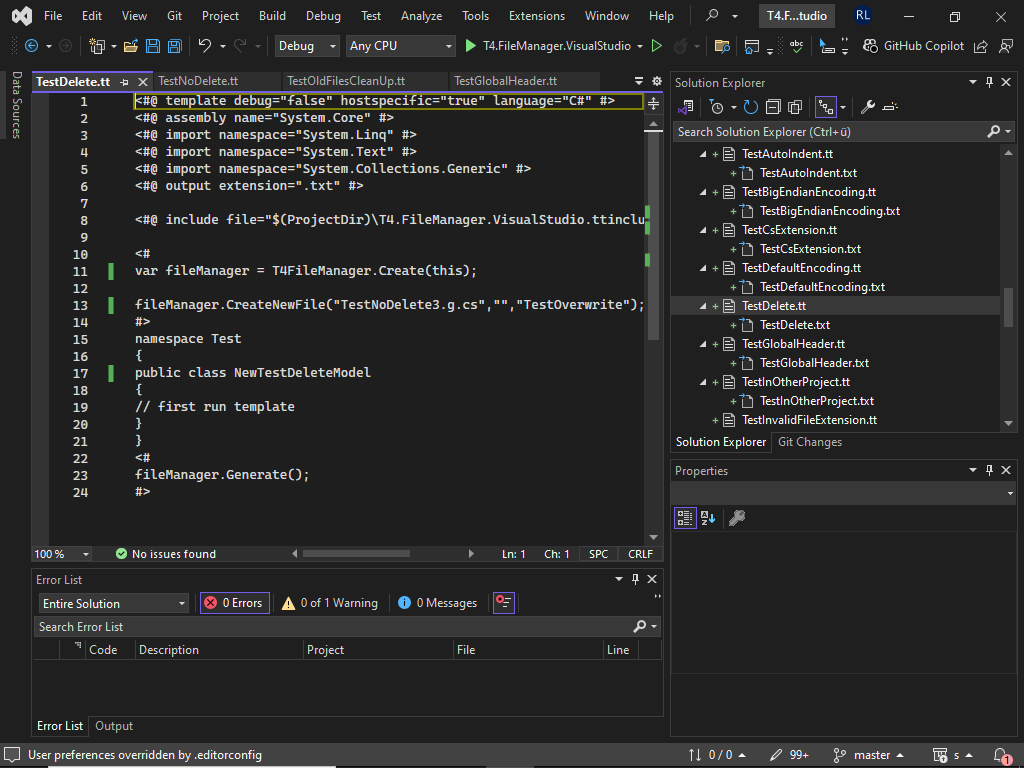 File Edit View Git Project Build Debug Test Analyze Tools Extensions Window Help T4.F...tudio RL
Debug Any CPU T4.FileManager.VisualStudio abc GitHub Copilot
Data Sources
TestDelete.tt TestNoDelete.tt TestOldFilesCleanUp.tt TestGlobalHeader.tt
1 <#@ template debug="false" hostspecific="true" language="C#" #>
2 <#@ assembly name="System.Core" #>
3 <#@ import namespace="System.Linq" #>
4 <#@ import namespace="System.Text" #>
5 <#@ import namespace="System.Collections.Generic" #>
6 <#@ output extension=".txt" #>
7
8 <#@ include file="$(ProjectDir)\T4.FileManager.VisualStudio.ttinclu
9
10 <#
11 var fileManager = T4FileManager.Create(this);
12
13 fileManager.CreateNewFile("TestNoDelete3.g.cs","","TestOverwrite");
14 #>
15 namespace Test
16 {
17 public class NewTestDeleteModel
18 {
19 // first run template
20 }
21 }
22 <#
23 fileManager.Generate();
24 #>
100 % No issues found Ln: 1 Ch: 1 SPC CRLF
Error List
Entire Solution 0 Errors 0 of 1 Warning 0 Messages
Search Error List
Code Description Project File Line
Error List Output
Solution Explorer
Search Solution Explorer (Ctrl+ü)
TestAutoIndent.tt
TestAutoIndent.txt
TestBigEndianEncoding.tt
TestBigEndianEncoding.txt
TestCsExtension.tt
TestCsExtension.txt
TestDefaultEncoding.tt
TestDefaultEncoding.txt
TestDelete.tt
TestDelete.txt
TestGlobalHeader.tt
TestGlobalHeader.txt
TestInOtherProject.tt
TestInOtherProject.txt
TestInvalidFileExtension.tt
Solution Explorer Git Changes
Properties
User preferences overridden by .editorconfig 0 / 0 99+ master s 1